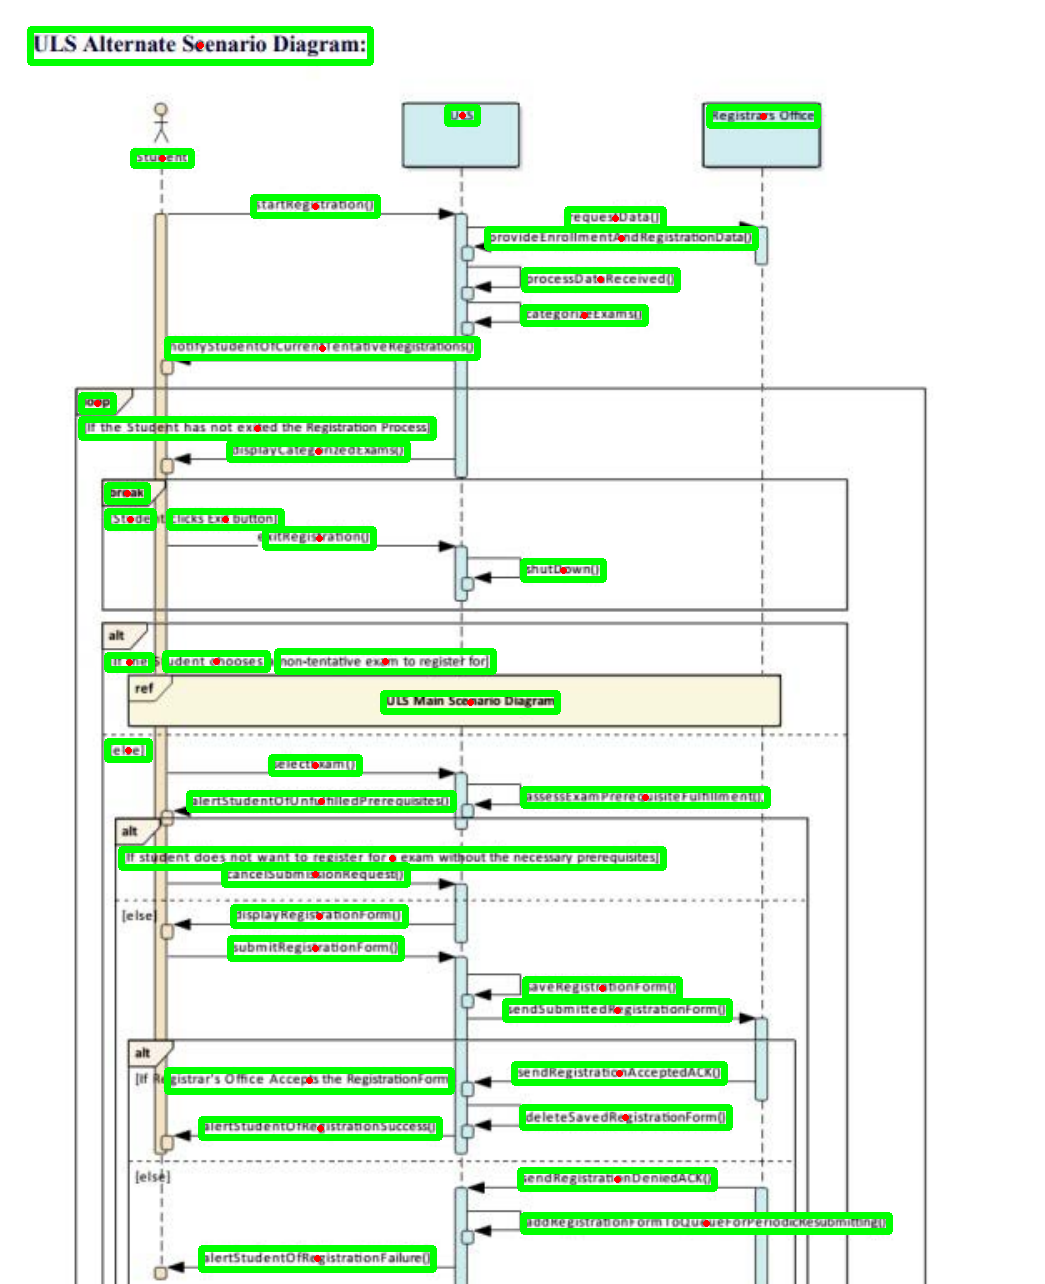 ULS Alternate Scenario Diagram:
ULS
Registrar's Office
Student
startRegistration()
requestData()
provideEnrollmentAndRegistrationData()
processDataReceived()
categorizeExams()
notifyStudentOfCurrentTentativeRegistrations()
loop
[If the Student has not exited the Registration Process]
displayCategorizedExams()
break
[Student clicks Exit button]
exitRegistration()
shutDown()
alt
[If the Student chooses a non-tentative exam to register for]
ref
ULS Main Scenario Diagram
[else]
selectExam()
alertStudentOfUnfulfilledPrerequisites()
assessExamPrerequisiteFulfillment()
alt
[If student does not want to register for exam without the necessary prerequisites]
cancelSubmissionRequest()
[else]
displayRegistrationForm()
submitRegistrationForm()
saveRegistrationForm()
sendSubmittedRegistrationForm()
alt
[If Registrar's Office Accepts the RegistrationForm
sendRegistrationAcceptedACK()
deleteSavedRegistrationForm()
alertStudentOfRegistrationSuccess()
[else]
sendRegistrationDeniedACK()
addRegistrationFormToQueueForPeriodicResubmitting()
alertStudentOfRegistrationFailure()